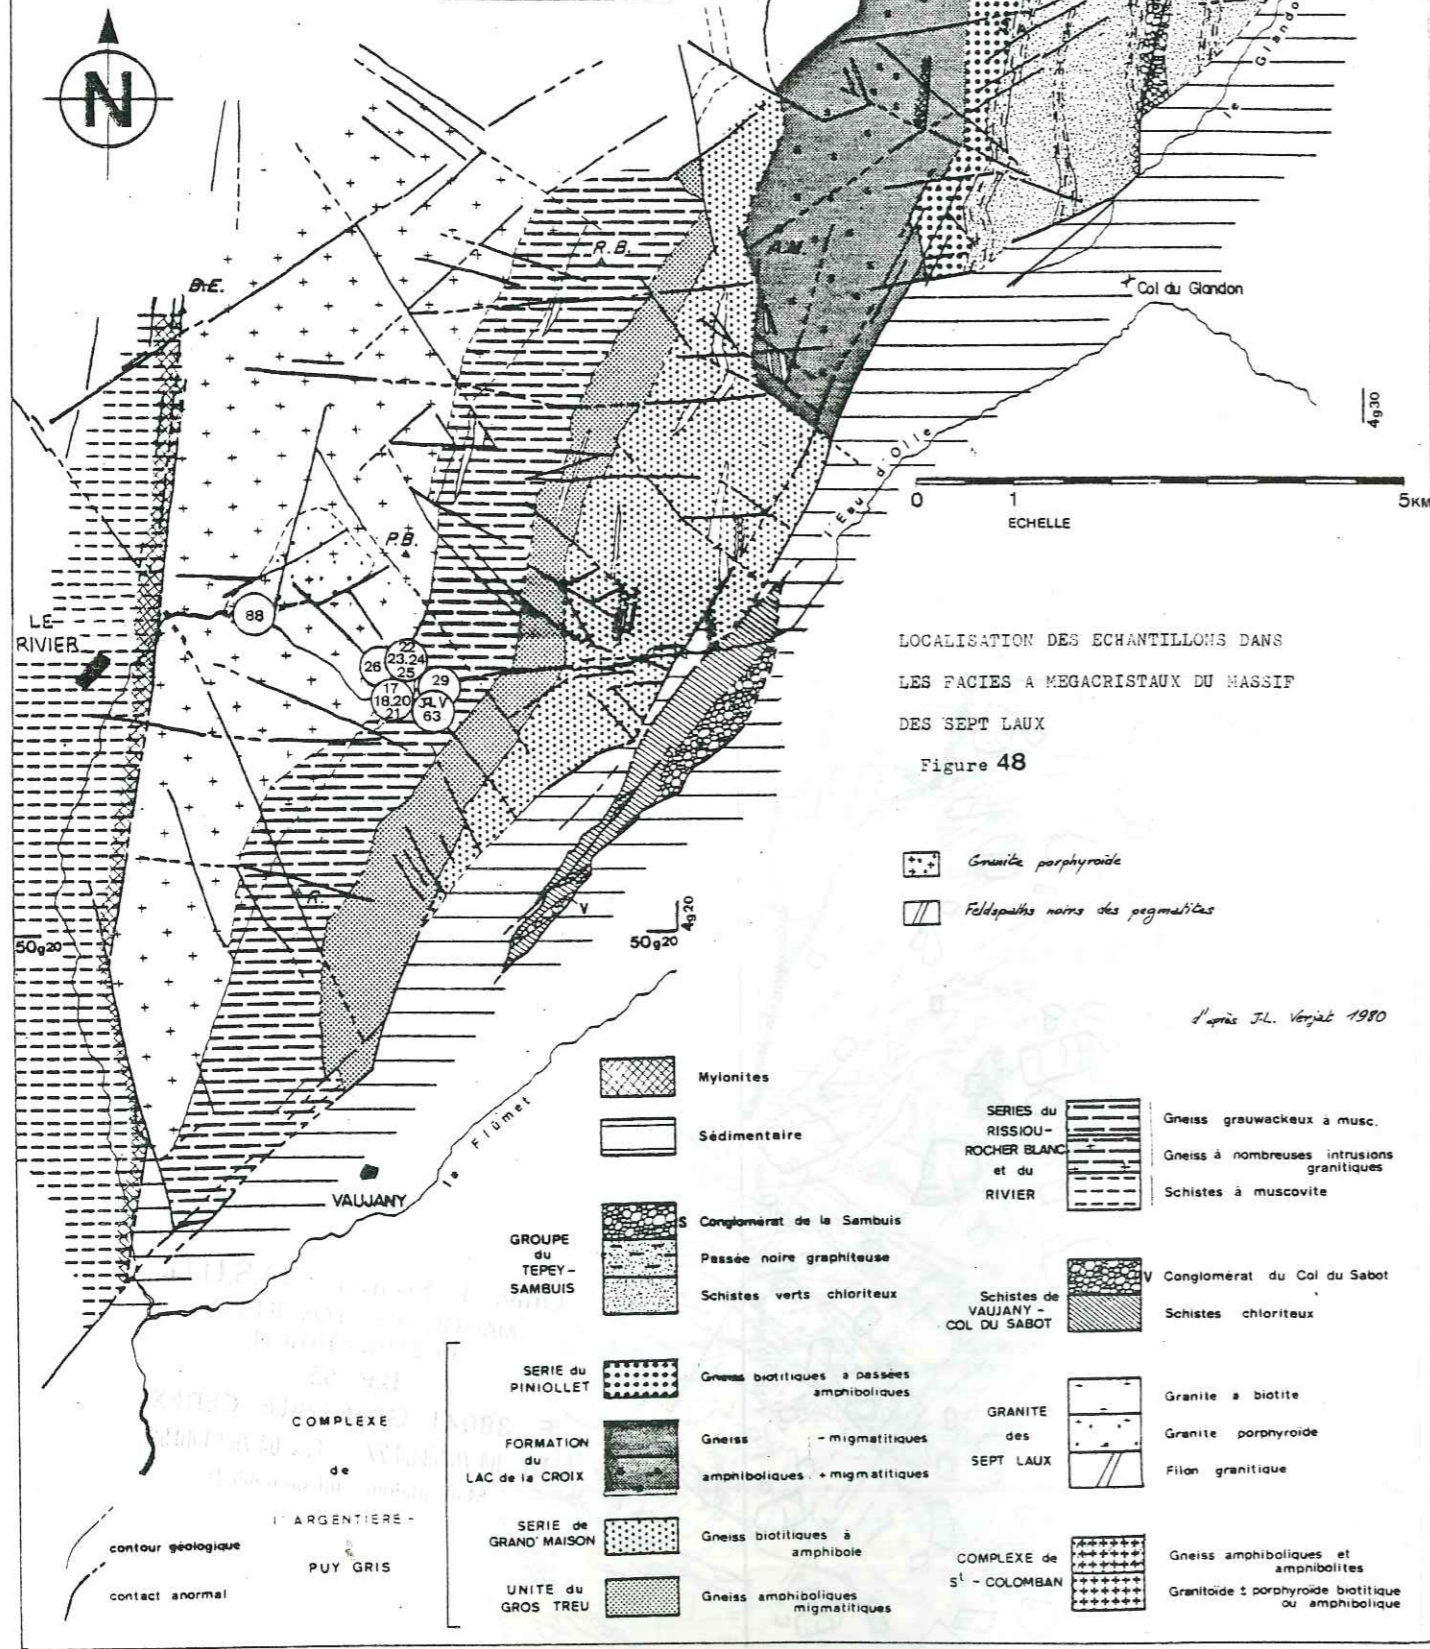 N
le Glando
B.E.
R.B.
A.M.
Col du Glandon
4g30
l'Eau d'Olle
0 1 5KM
ECHELLE
P.B.
88
LE
RIVIER
22
23.24
25
26
29
17
18.20
21
JLV
63
LOCALISATION DES ECHANTILLONS DANS
LES FACIES A MEGACRISTAUX DU MASSIF
DES SEPT LAUX
Figure 48
Granite porphyroïde
Feldspaths noirs des pegmatites
R.
V
50g20
50g20
4g20
d'après J.L. Verjat 1980
le Flumet
VAUJANY
Mylonites
Sédimentaire
GROUPE
du
TEPEY-
SAMBUIS
S Conglomérat de la Sambuis
Passée noire graphiteuse
Schistes verts chloriteux
SERIES du
RISSIOU-
ROCHER BLANC
et du
RIVIER
Gneiss grauwackeux à musc.
Gneiss à nombreuses intrusions
granitiques
Schistes à muscovite
Schistes de
VAUJANY -
COL DU SABOT
V Conglomérat du Col du Sabot
Schistes chloriteux
COMPLEXE
de
l'ARGENTIERE-
PUY GRIS
SERIE du
PINIOLLET
Gneiss biotitiques a passées
amphiboliques
FORMATION
du
LAC de la CROIX
Gneiss - migmatitiques
amphiboliques. + migmatitiques
SERIE de
GRAND'MAISON
Gneiss biotitiques à
amphibole
UNITE du
GROS TREU
Gneiss amphiboliques
migmatitiques
GRANITE
des
SEPT LAUX
Granite a biotite
Granite porphyroïde
Filon granitique
COMPLEXE de
St - COLOMBAN
Gneiss amphiboliques et
amphibolites
Granitoïde ± porphyroïde biotitique
ou amphibolique
contour géologique
contact anormal